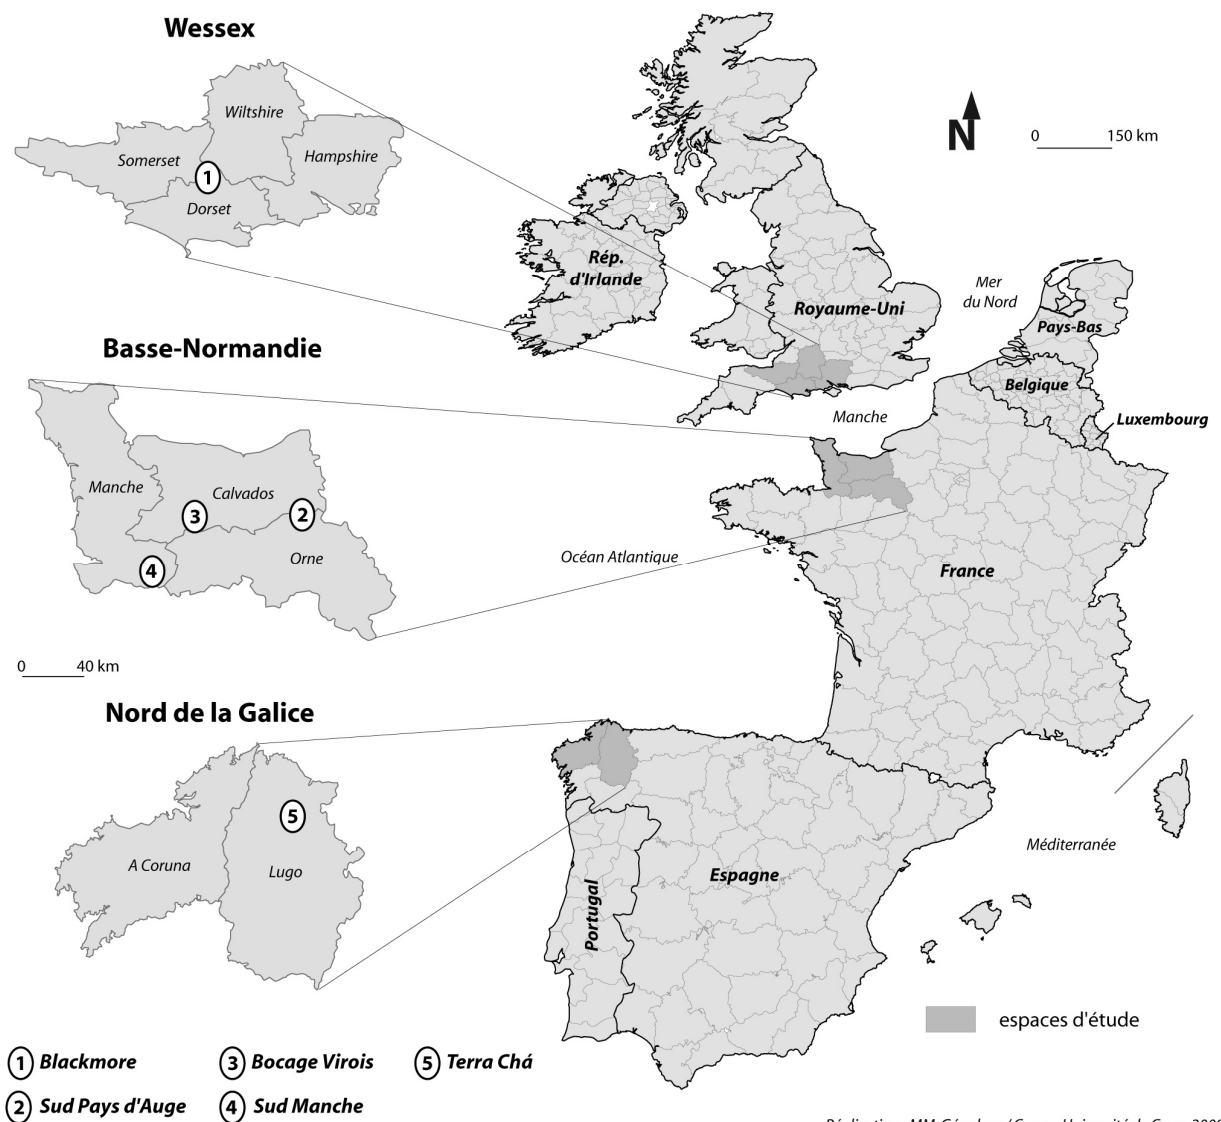 Wessex
Wiltshire
Somerset
Hampshire
1
Dorset
N
0 150 km
Rép.
d'Irlande
Royaume-Uni
Mer
du Nord
Pays-Bas
Belgique
Luxembourg
Manche
Basse-Normandie
Manche
Calvados
3
2
Orne
4
Océan Atlantique
France
0 40 km
Nord de la Galice
5
A Coruna
Lugo
Portugal
Espagne
Méditerranée
espaces d'étude
1 Blackmore
3 Bocage Virois
5 Terra Chá
2 Sud Pays d'Auge
4 Sud Manche